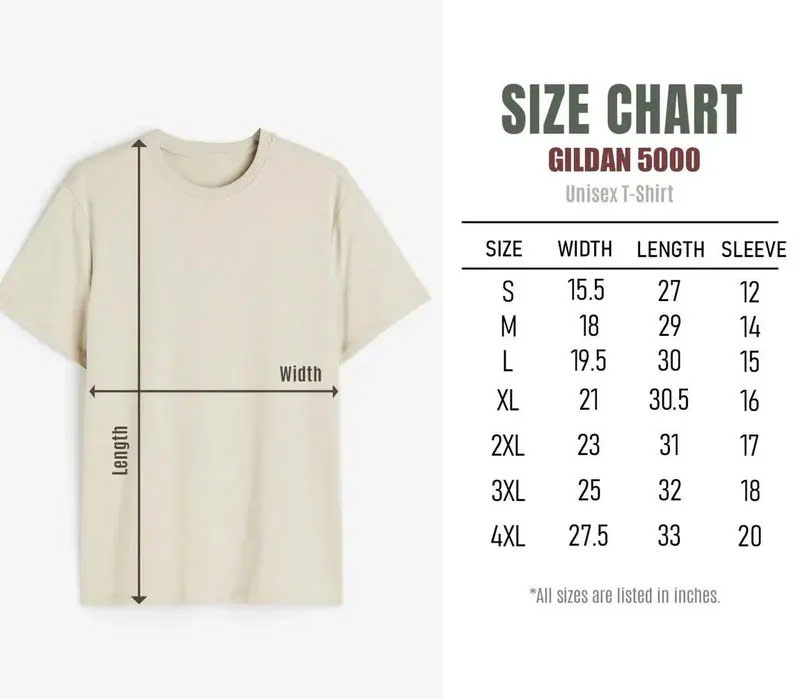 SIZE CHART
GILDAN 5000
Unisex T-Shirt
SIZE WIDTH LENGTH SLEEVE
S 15.5 27 12
M 18 29 14
L 19.5 30 15
XL 21 30.5 16
2XL 23 31 17
3XL 25 32 18
4XL 27.5 33 20
*All sizes are listed in inches.
Width
Length